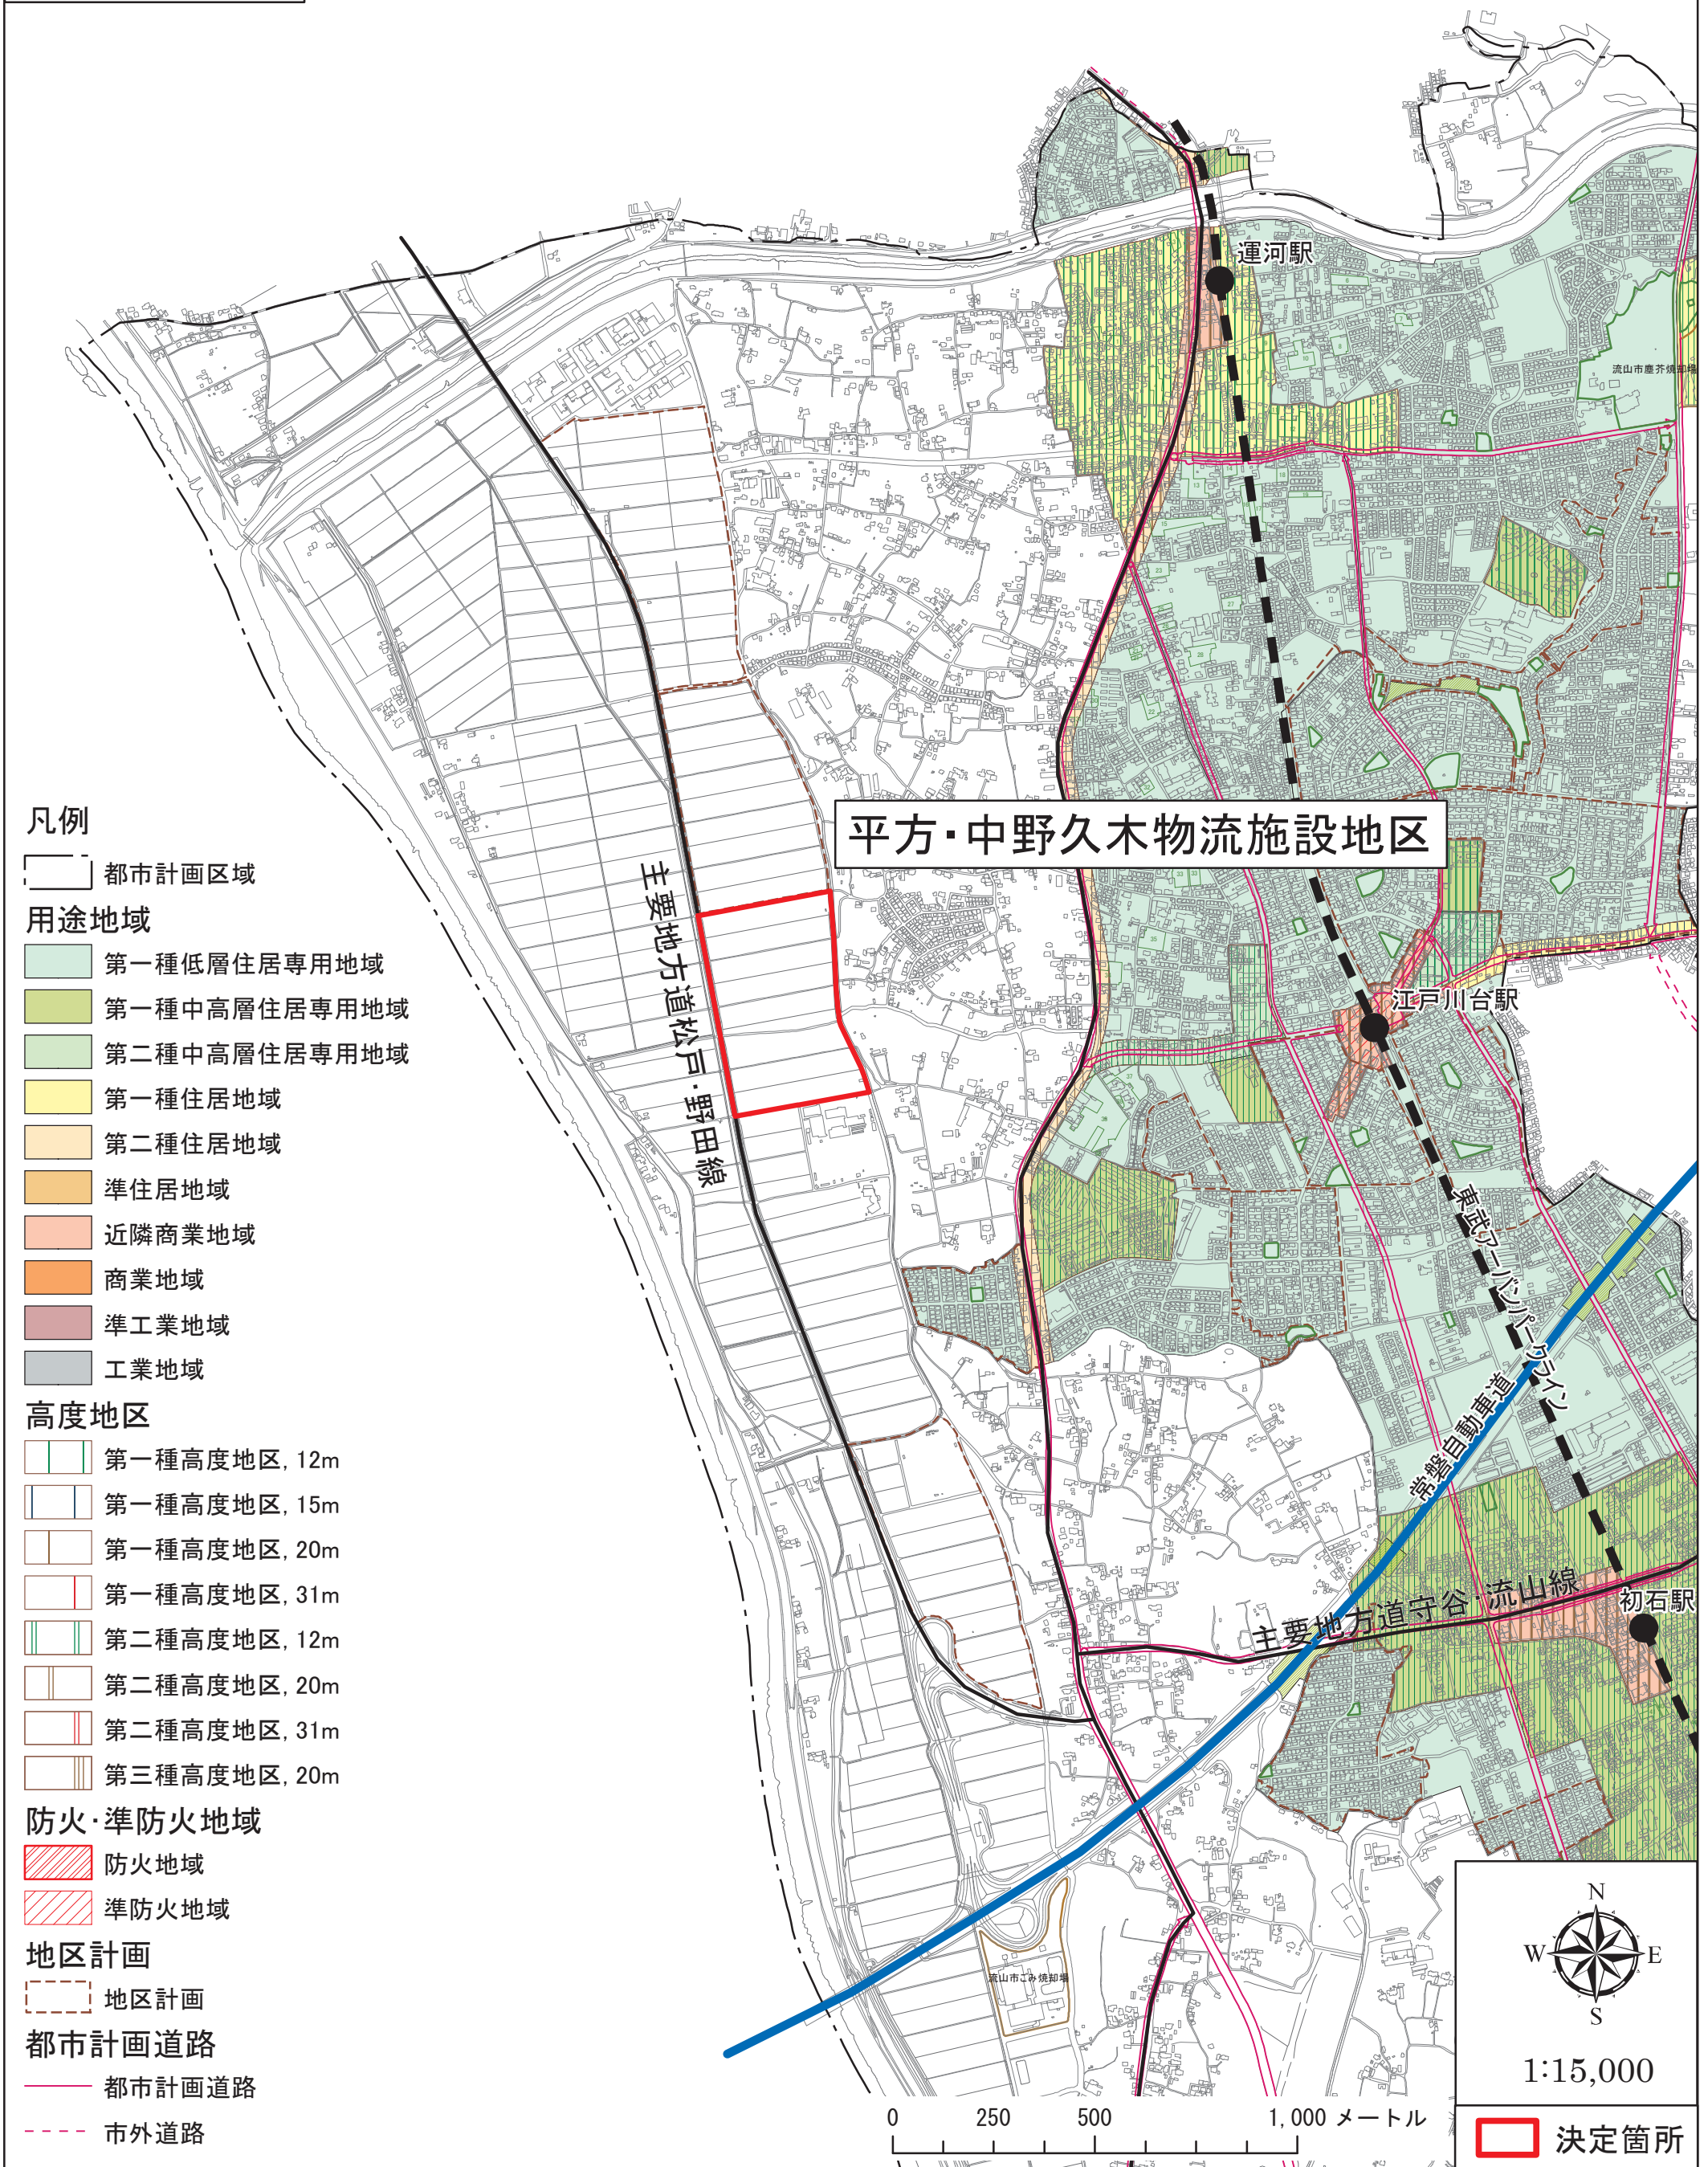 運河駅
流山市塵芥焼却場
平方・中野久木物流施設地区
主要地方道松戸・野田線
江戸川台駅
東武アーバンパークライン
常磐自動車道
主要地方道守谷・流山線
初石駅
流山市ごみ焼却場
凡例
都市計画区域
用途地域
第一種低層住居専用地域
第一種中高層住居専用地域
第二種中高層住居専用地域
第一種住居地域
第二種住居地域
準住居地域
近隣商業地域
商業地域
準工業地域
工業地域
高度地区
第一種高度地区, 12m
第一種高度地区, 15m
第一種高度地区, 20m
第一種高度地区, 31m
第二種高度地区, 12m
第二種高度地区, 20m
第二種高度地区, 31m
第三種高度地区, 20m
防火・準防火地域
防火地域
準防火地域
地区計画
地区計画
都市計画道路
都市計画道路
市外道路
0 250 500 1,000 メートル
N
W E
S
1:15,000
決定箇所